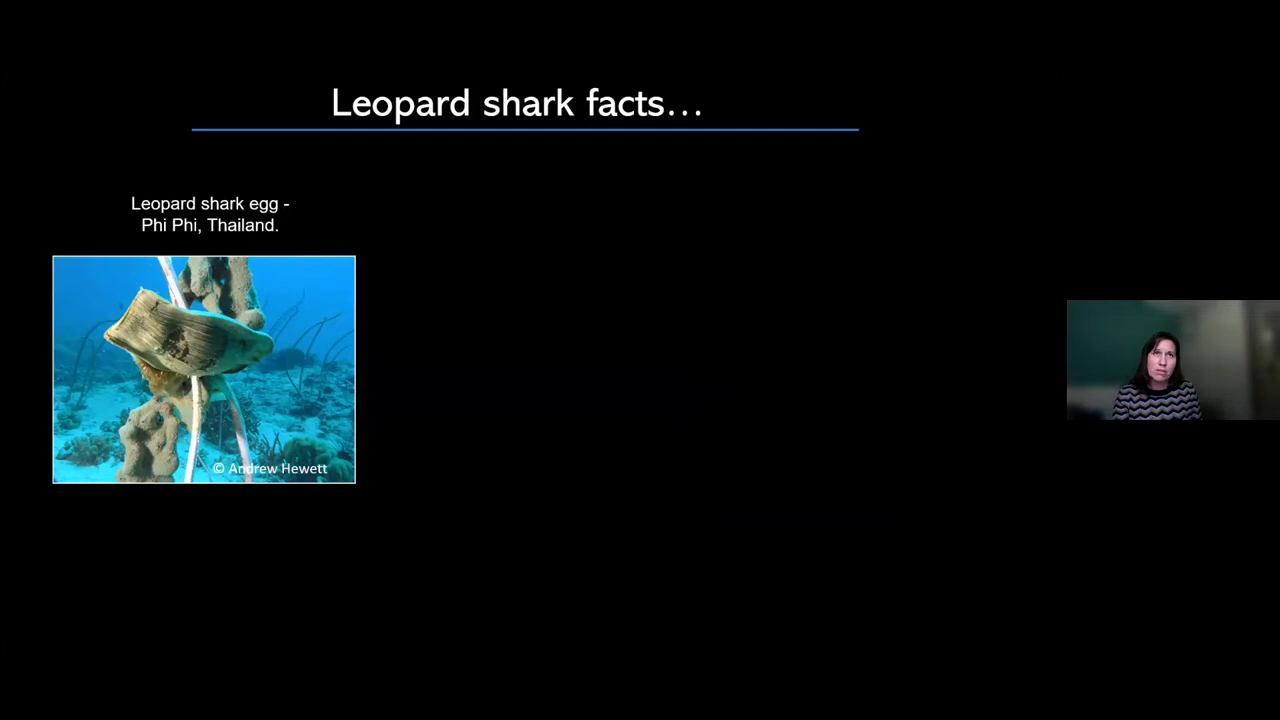 Leopard shark facts…
Leopard shark egg -
Phi Phi, Thailand.
© Andrew Hewett